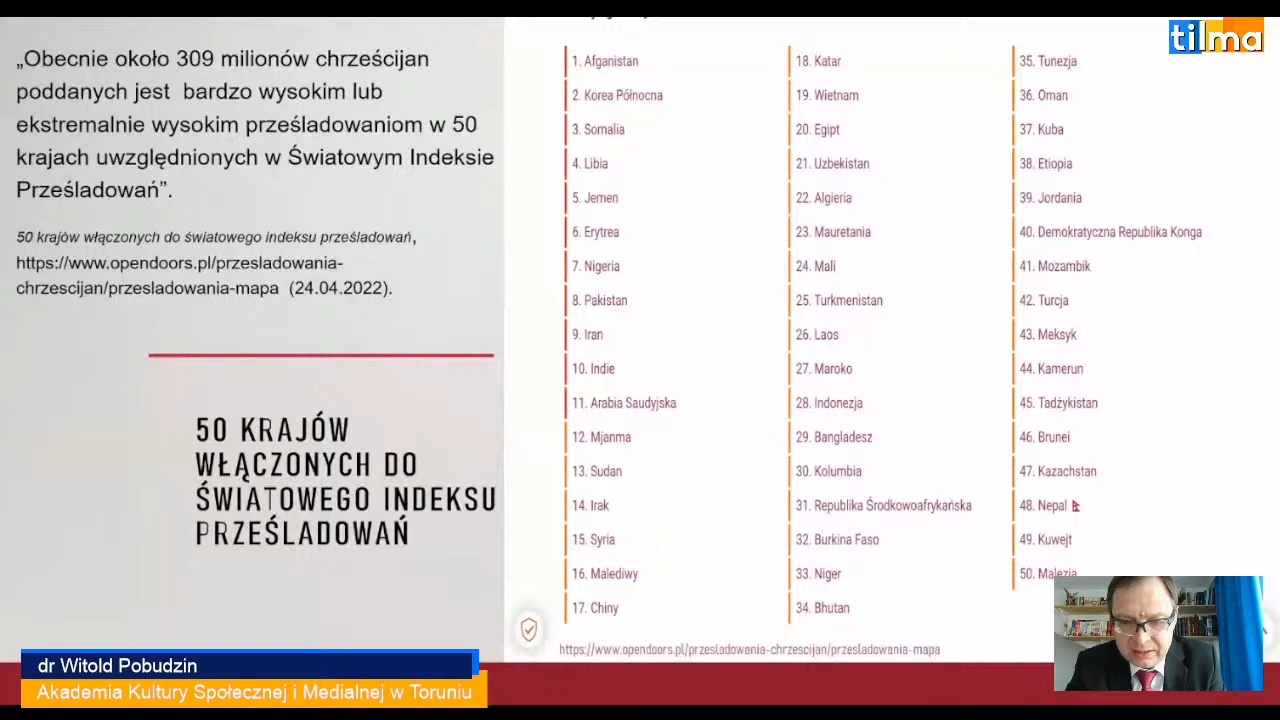 tilma
„Obecnie około 309 milionów chrześcijan
poddanych jest bardzo wysokim lub
ekstremalnie wysokim prześladowaniom w 50
krajach uwzględnionych w Światowym Indeksie
Prześladowań”.
50 krajów włączonych do światowego indeksu prześladowań,
https://www.opendoors.pl/przesladowania-
chrzescijan/przesladowania-mapa (24.04.2022).
50 KRAJÓW
WŁĄCZONYCH DO
ŚWIATOWEGO INDEKSU
PRZEŚLADOWAŃ
1. Afganistan
2. Korea Północna
3. Somalia
4. Libia
5. Jemen
6. Erytrea
7. Nigeria
8. Pakistan
9. Iran
10. Indie
11. Arabia Saudyjska
12. Mjanma
13. Sudan
14. Irak
15. Syria
16. Malediwy
17. Chiny
18. Katar
19. Wietnam
20. Egipt
21. Uzbekistan
22. Algieria
23. Mauretania
24. Mali
25. Turkmenistan
26. Laos
27. Maroko
28. Indonezja
29. Bangladesz
30. Kolumbia
31. Republika Środkowoafrykańska
32. Burkina Faso
33. Niger
34. Bhutan
35. Tunezja
36. Oman
37. Kuba
38. Etiopia
39. Jordania
40. Demokratyczna Republika Konga
41. Mozambik
42. Turcja
43. Meksyk
44. Kamerun
45. Tadżykistan
46. Brunei
47. Kazachstan
48. Nepal
49. Kuwejt
50. Malezja
https://www.opendoors.pl/przesladowania-chrzescijan/przesladowania-mapa
dr Witold Pobudzin
Akademia Kultury Społecznej i Medialnej w Toruniu